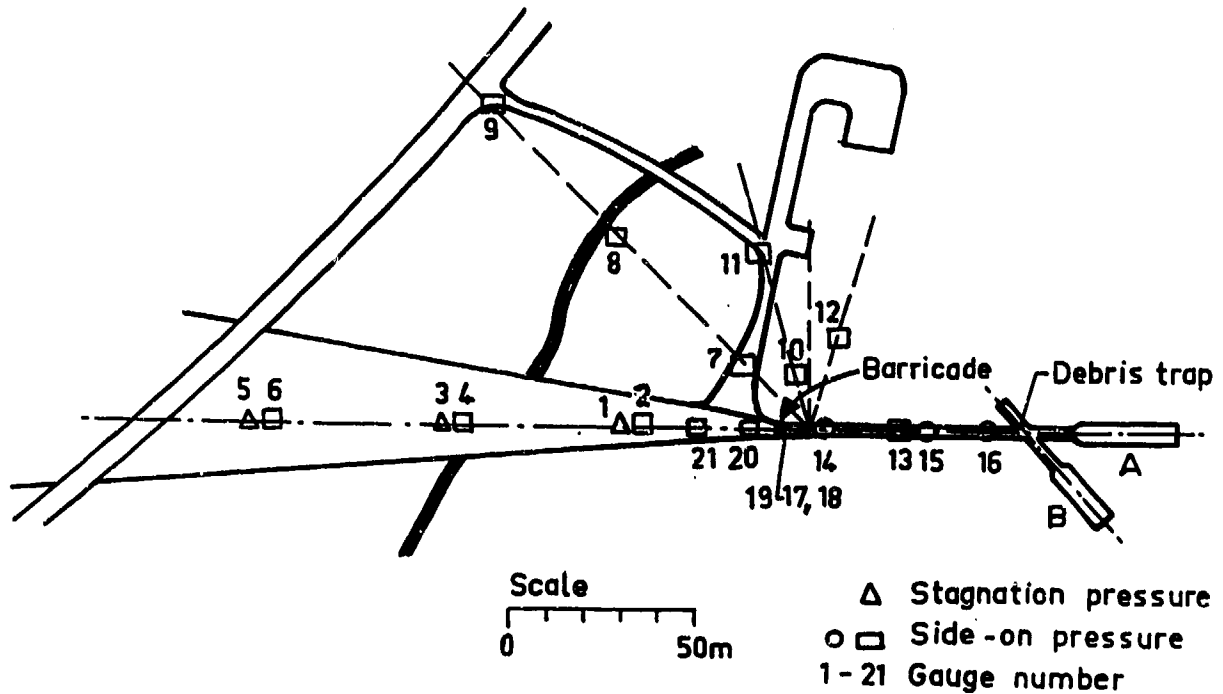 9
8
11
12
7
10
Barricade
Debris trap
5 6
3 4
1 2
21 20 14 13 15 16
19-17, 18
A
B
Scale
0 50m
Stagnation pressure
Side-on pressure
1-21 Gauge number